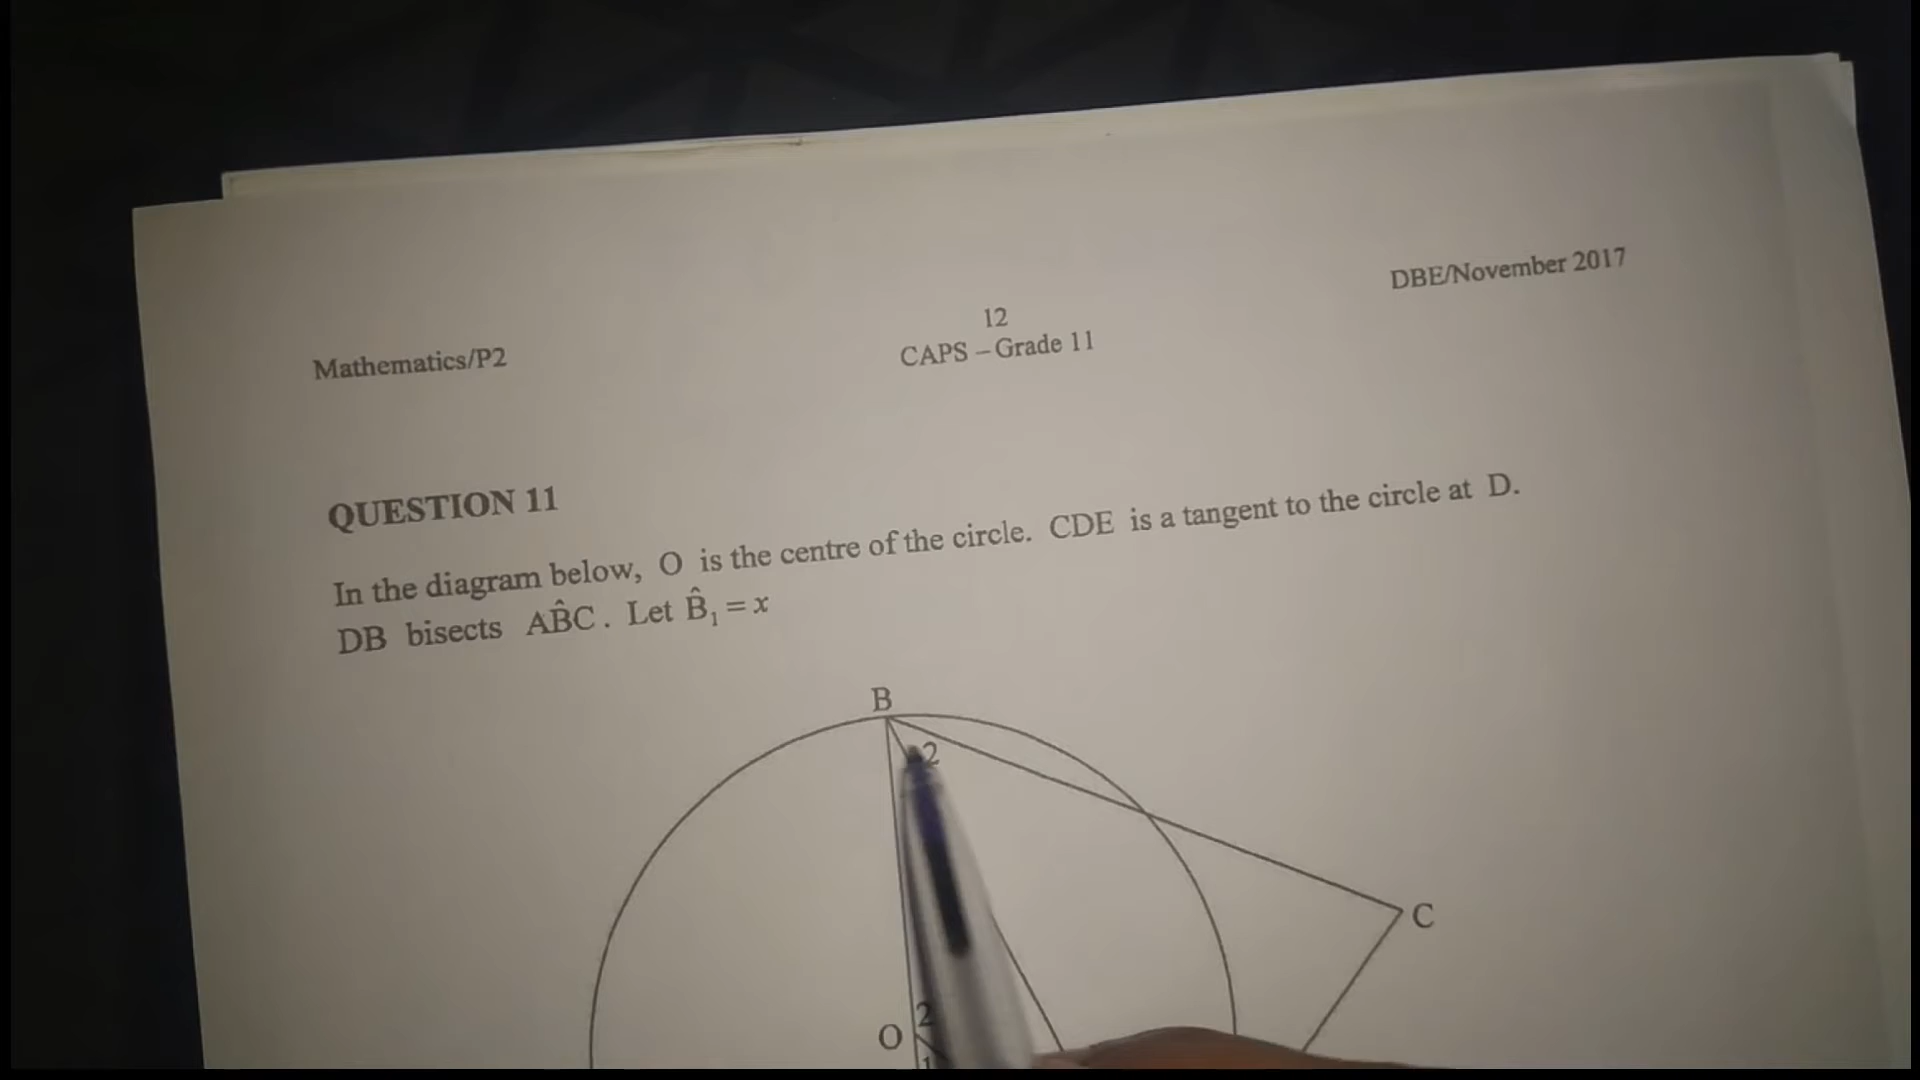 DBE/November 2017
12
Mathematics/P2
CAPS – Grade 11
QUESTION 11
In the diagram below, O is the centre of the circle. CDE is a tangent to the circle at D.
DB bisects AB̂C. Let B̂₁ = x
B
2
C
2
O
1